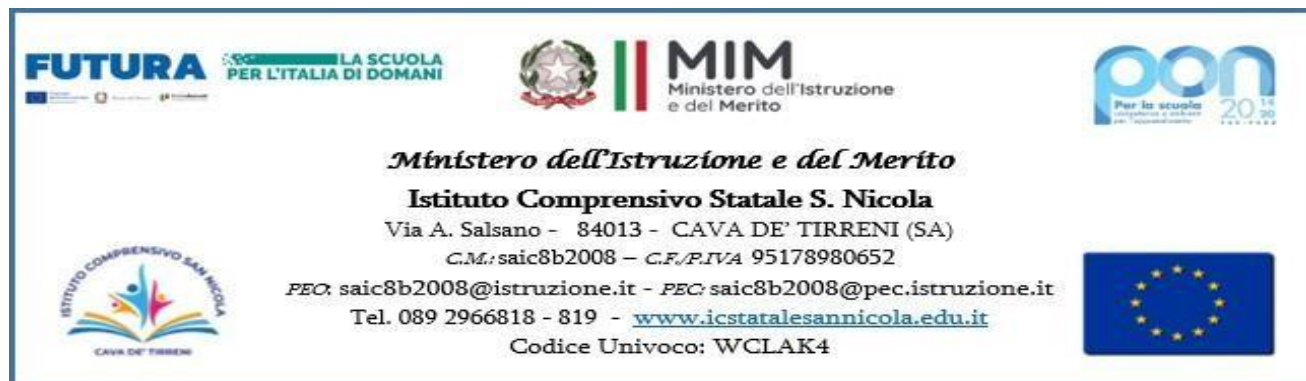 FUTURA
LA SCUOLA
PER L'ITALIA DI DOMANI
MIM
Ministero dell'Istruzione
e del Merito
pon
Per la scuola
20 14
20
Ministero dell'Istruzione e del Merito
Istituto Comprensivo Statale S. Nicola
Via A. Salsano - 84013 - CAVA DE' TIRRENI (SA)
C.M.: saic8b2008 – C.F./P.IVA 95178980652
PEO: saic8b2008@istruzione.it - PEC: saic8b2008@pec.istruzione.it
Tel. 089 2966818 - 819 - www.icstatalesannicola.edu.it
Codice Univoco: WCLAK4
ISTITUTO COMPRENSIVO SAN NICOLA
CAVA DE' TIRRENI